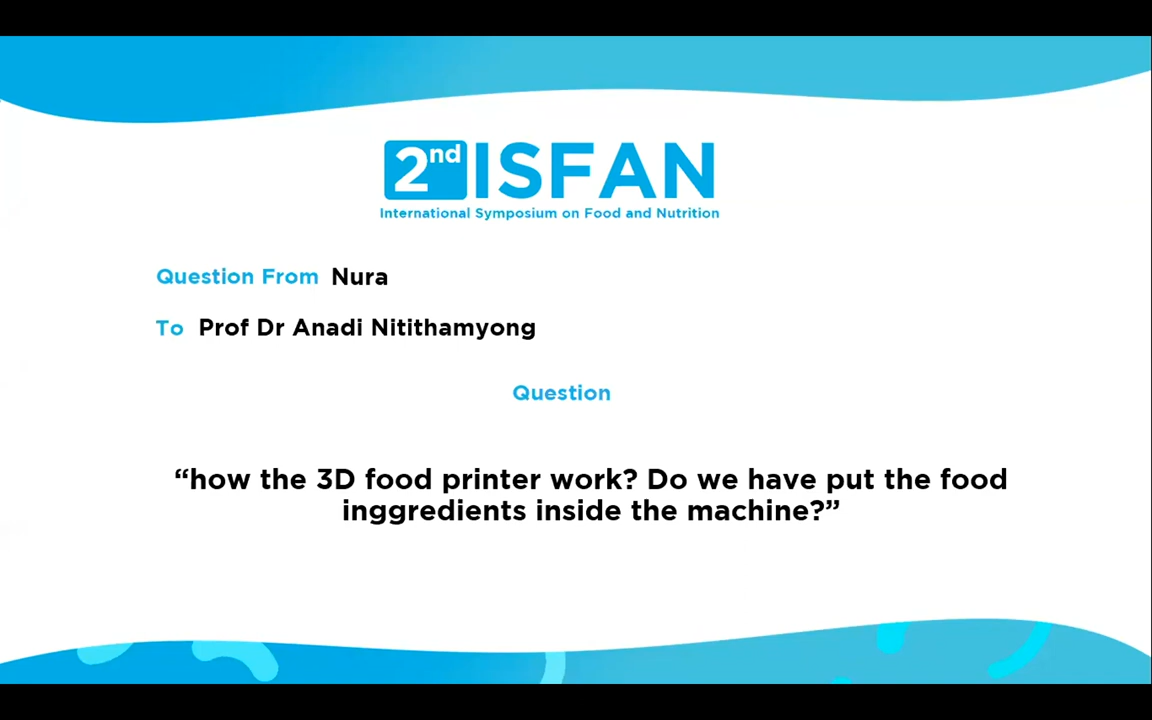 2nd ISFAN
International Symposium on Food and Nutrition
Question From Nura
To Prof Dr Anadi Nitithamyong
Question
“how the 3D food printer work? Do we have put the food
inggredients inside the machine?”